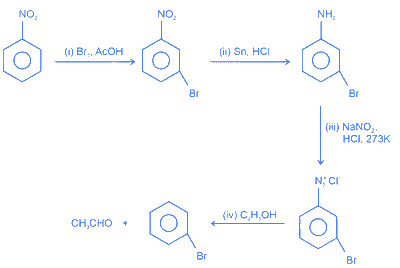 NO₂
NO₂
NH₂
(i) Br₂, AcOH
(ii) Sn, HCl
Br
Br
(iii) NaNO₂,
HCl, 273K
N₂⁺Cl⁻
CH₃CHO +
(iv) C₂H₅OH
Br
Br